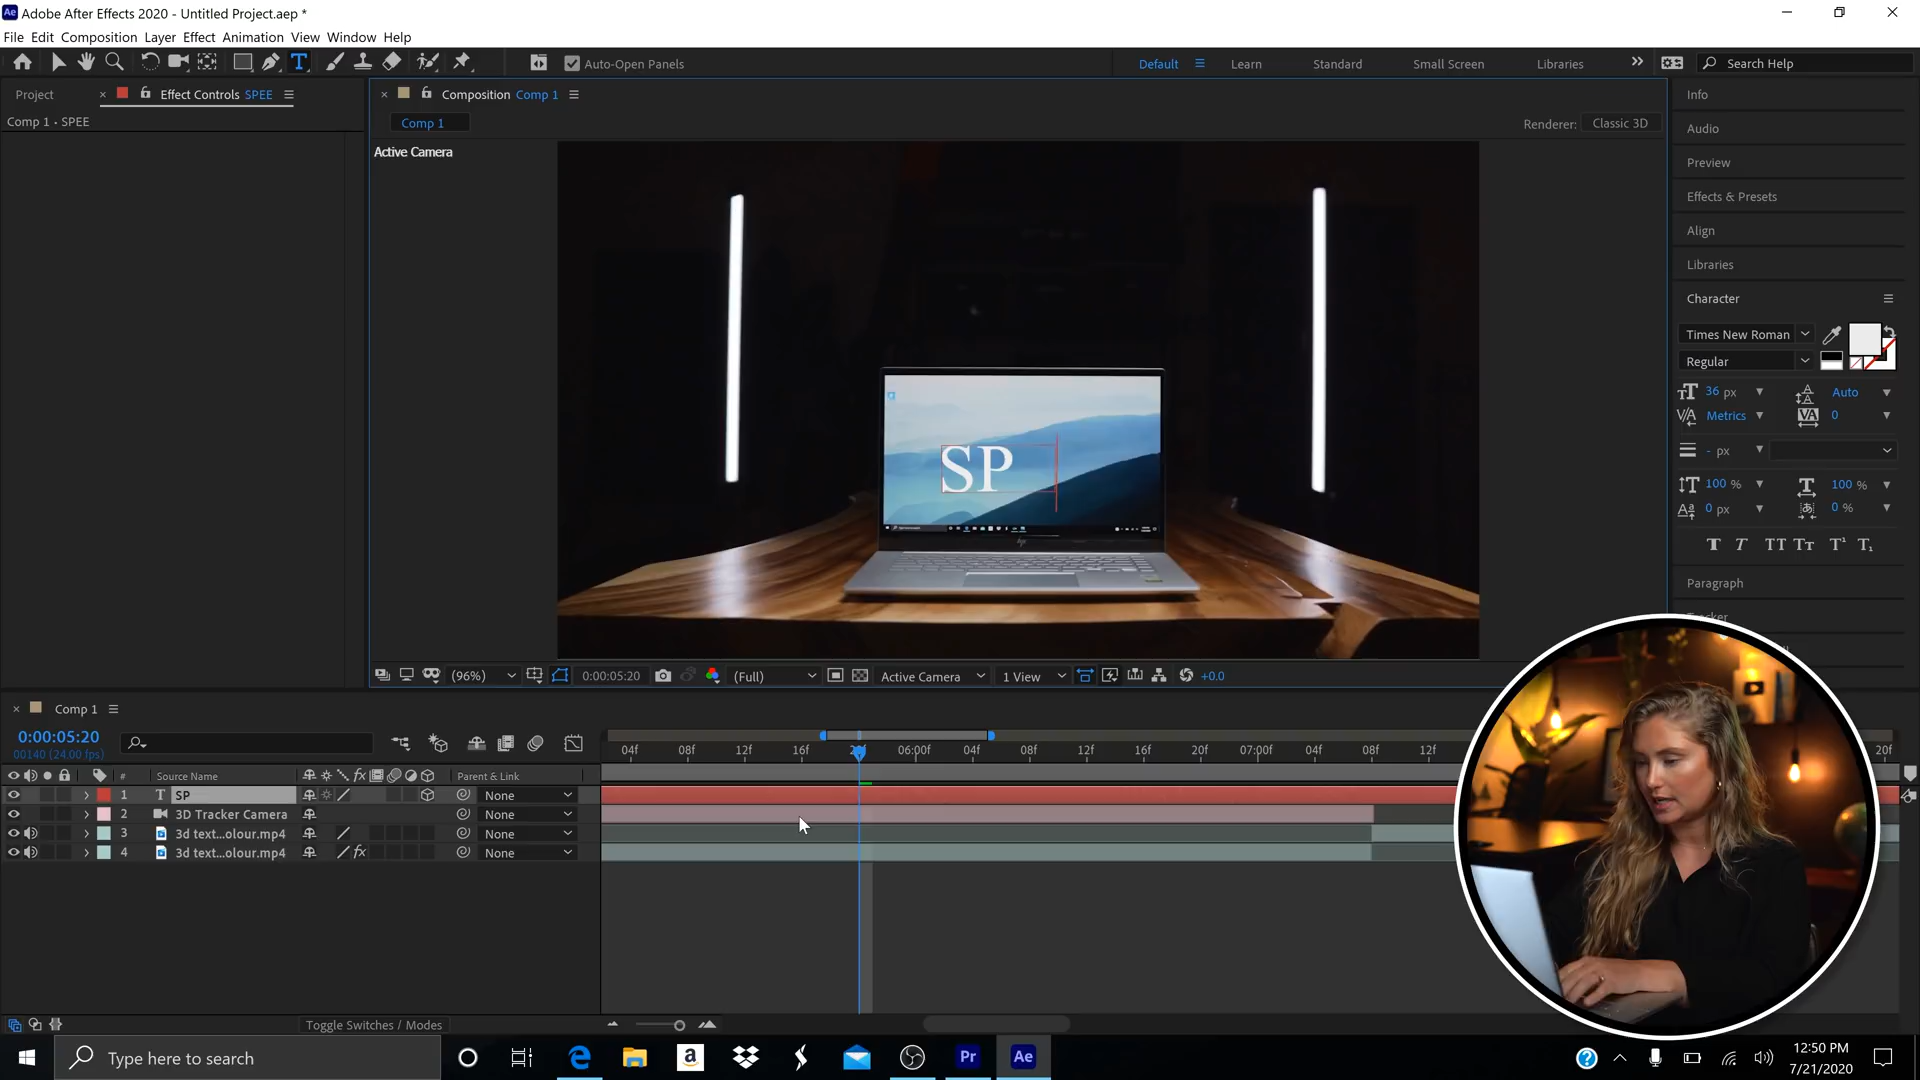 Adobe After Effects 2020 - Untitled Project.aep *
File Edit Composition Layer Effect Animation View Window Help
Auto-Open Panels
Default
Learn
Standard
Small Screen
Libraries
Search Help
Project
Effect Controls SPEE
Composition Comp 1
Comp 1 • SPEE
Comp 1
Renderer: Classic 3D
Active Camera
SP
Info
Audio
Preview
Effects & Presets
Align
Libraries
Character
Times New Roman
Regular
36 px
Auto
Metrics
0
- px
100 %
100 %
0 px
0 %
Paragraph
Tracker
(96%)
0:00:05:20
(Full)
Active Camera
1 View
+0.0
Comp 1
0:00:05:20
00140 (24.00 fps)
04f 08f 12f 16f 20f 06:00f 04f 08f 12f 16f 20f 07:00f 04f 08f 12f 20f
# Source Name Parent & Link
1 SP None
2 3D Tracker Camera
3 3d text...olour.mp4 None
4 3d text...olour.mp4 None
Toggle Switches / Modes
Type here to search
Pr
Ae
12:50 PM
7/21/2020